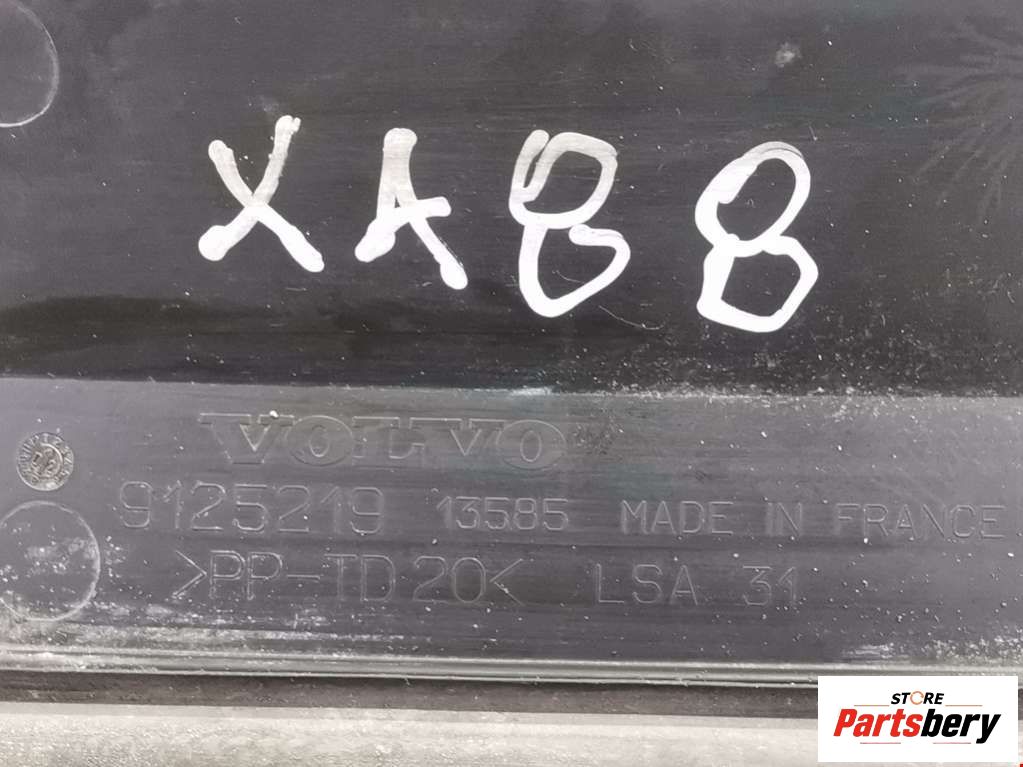 XA88
VOLVO
9125219 13585 MADE IN FRANCE
>PP-TD20< LSA 31
STORE
Partsbery